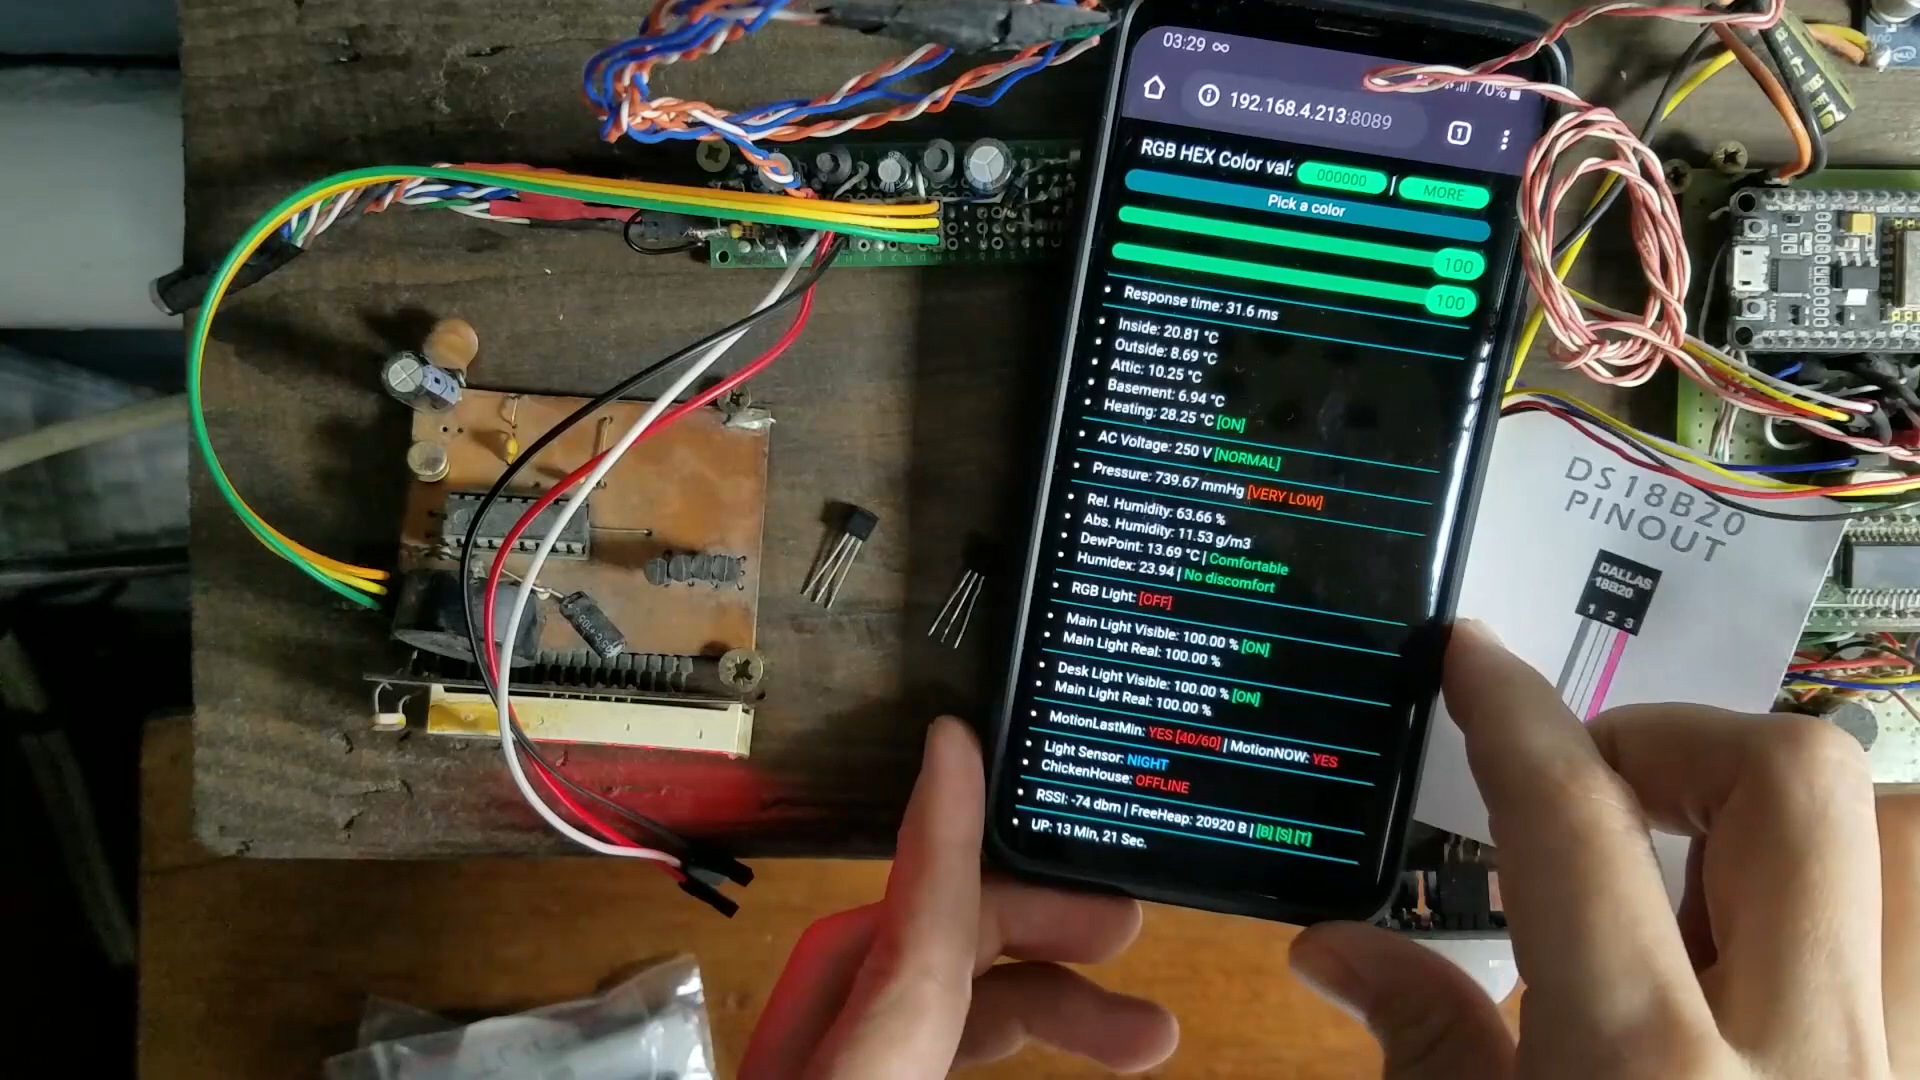 03:29
70%
192.168.4.213:8089
1
RGB HEX Color val: 000000 | MORE
Pick a color
100
100
Response time: 31.6 ms
Inside: 20.81 °C
Outside: 8.69 °C
Attic: 10.25 °C
Basement: 6.94 °C
Heating: 28.25 °C [ON]
AC Voltage: 250 V [NORMAL]
Pressure: 739.67 mmHg [VERY LOW]
Rel. Humidity: 63.66 %
Abs. Humidity: 11.53 g/m3
DewPoint: 13.69 °C | Comfortable
Humidex: 23.94 | No discomfort
RGB Light: [OFF]
Main Light Visible: 100.00 % [ON]
Main Light Real: 100.00 %
Desk Light Visible: 100.00 % [ON]
Main Light Real: 100.00 %
MotionLastMin: YES [40/60] | MotionNOW: YES
Light Sensor: NIGHT
ChickenHouse: OFFLINE
RSSI: -74 dbm | FreeHeap: 20920 B | [B] [S] [T]
UP: 13 Min, 21 Sec.
DS18B20
PINOUT
DALLAS
18B20
1 2 3